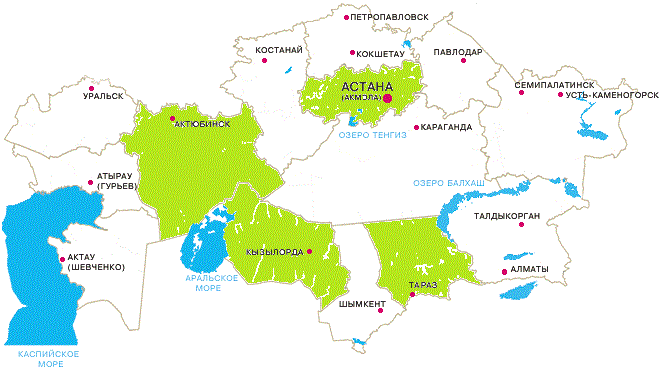 ПЕТРОПАВЛОВСК
КОСТАНАЙ
КОКШЕТАУ
ПАВЛОДАР
АСТАНА
(АКМОЛА)
СЕМИПАЛАТИНСК
УСТЬ-КАМЕНОГОРСК
УРАЛЬСК
АКТЮБИНСК
ОЗЕРО ТЕНГИЗ
КАРАГАНДА
АТЫРАУ
(ГУРЬЕВ)
ОЗЕРО БАЛХАШ
ТАЛДЫКОРГАН
АКТАУ
(ШЕВЧЕНКО)
КЫЗЫЛОРДА
АРАЛЬСКОЕ
МОРЕ
АЛМАТЫ
ТАРАЗ
ШЫМКЕНТ
КАСПИЙСКОЕ
МОРЕ